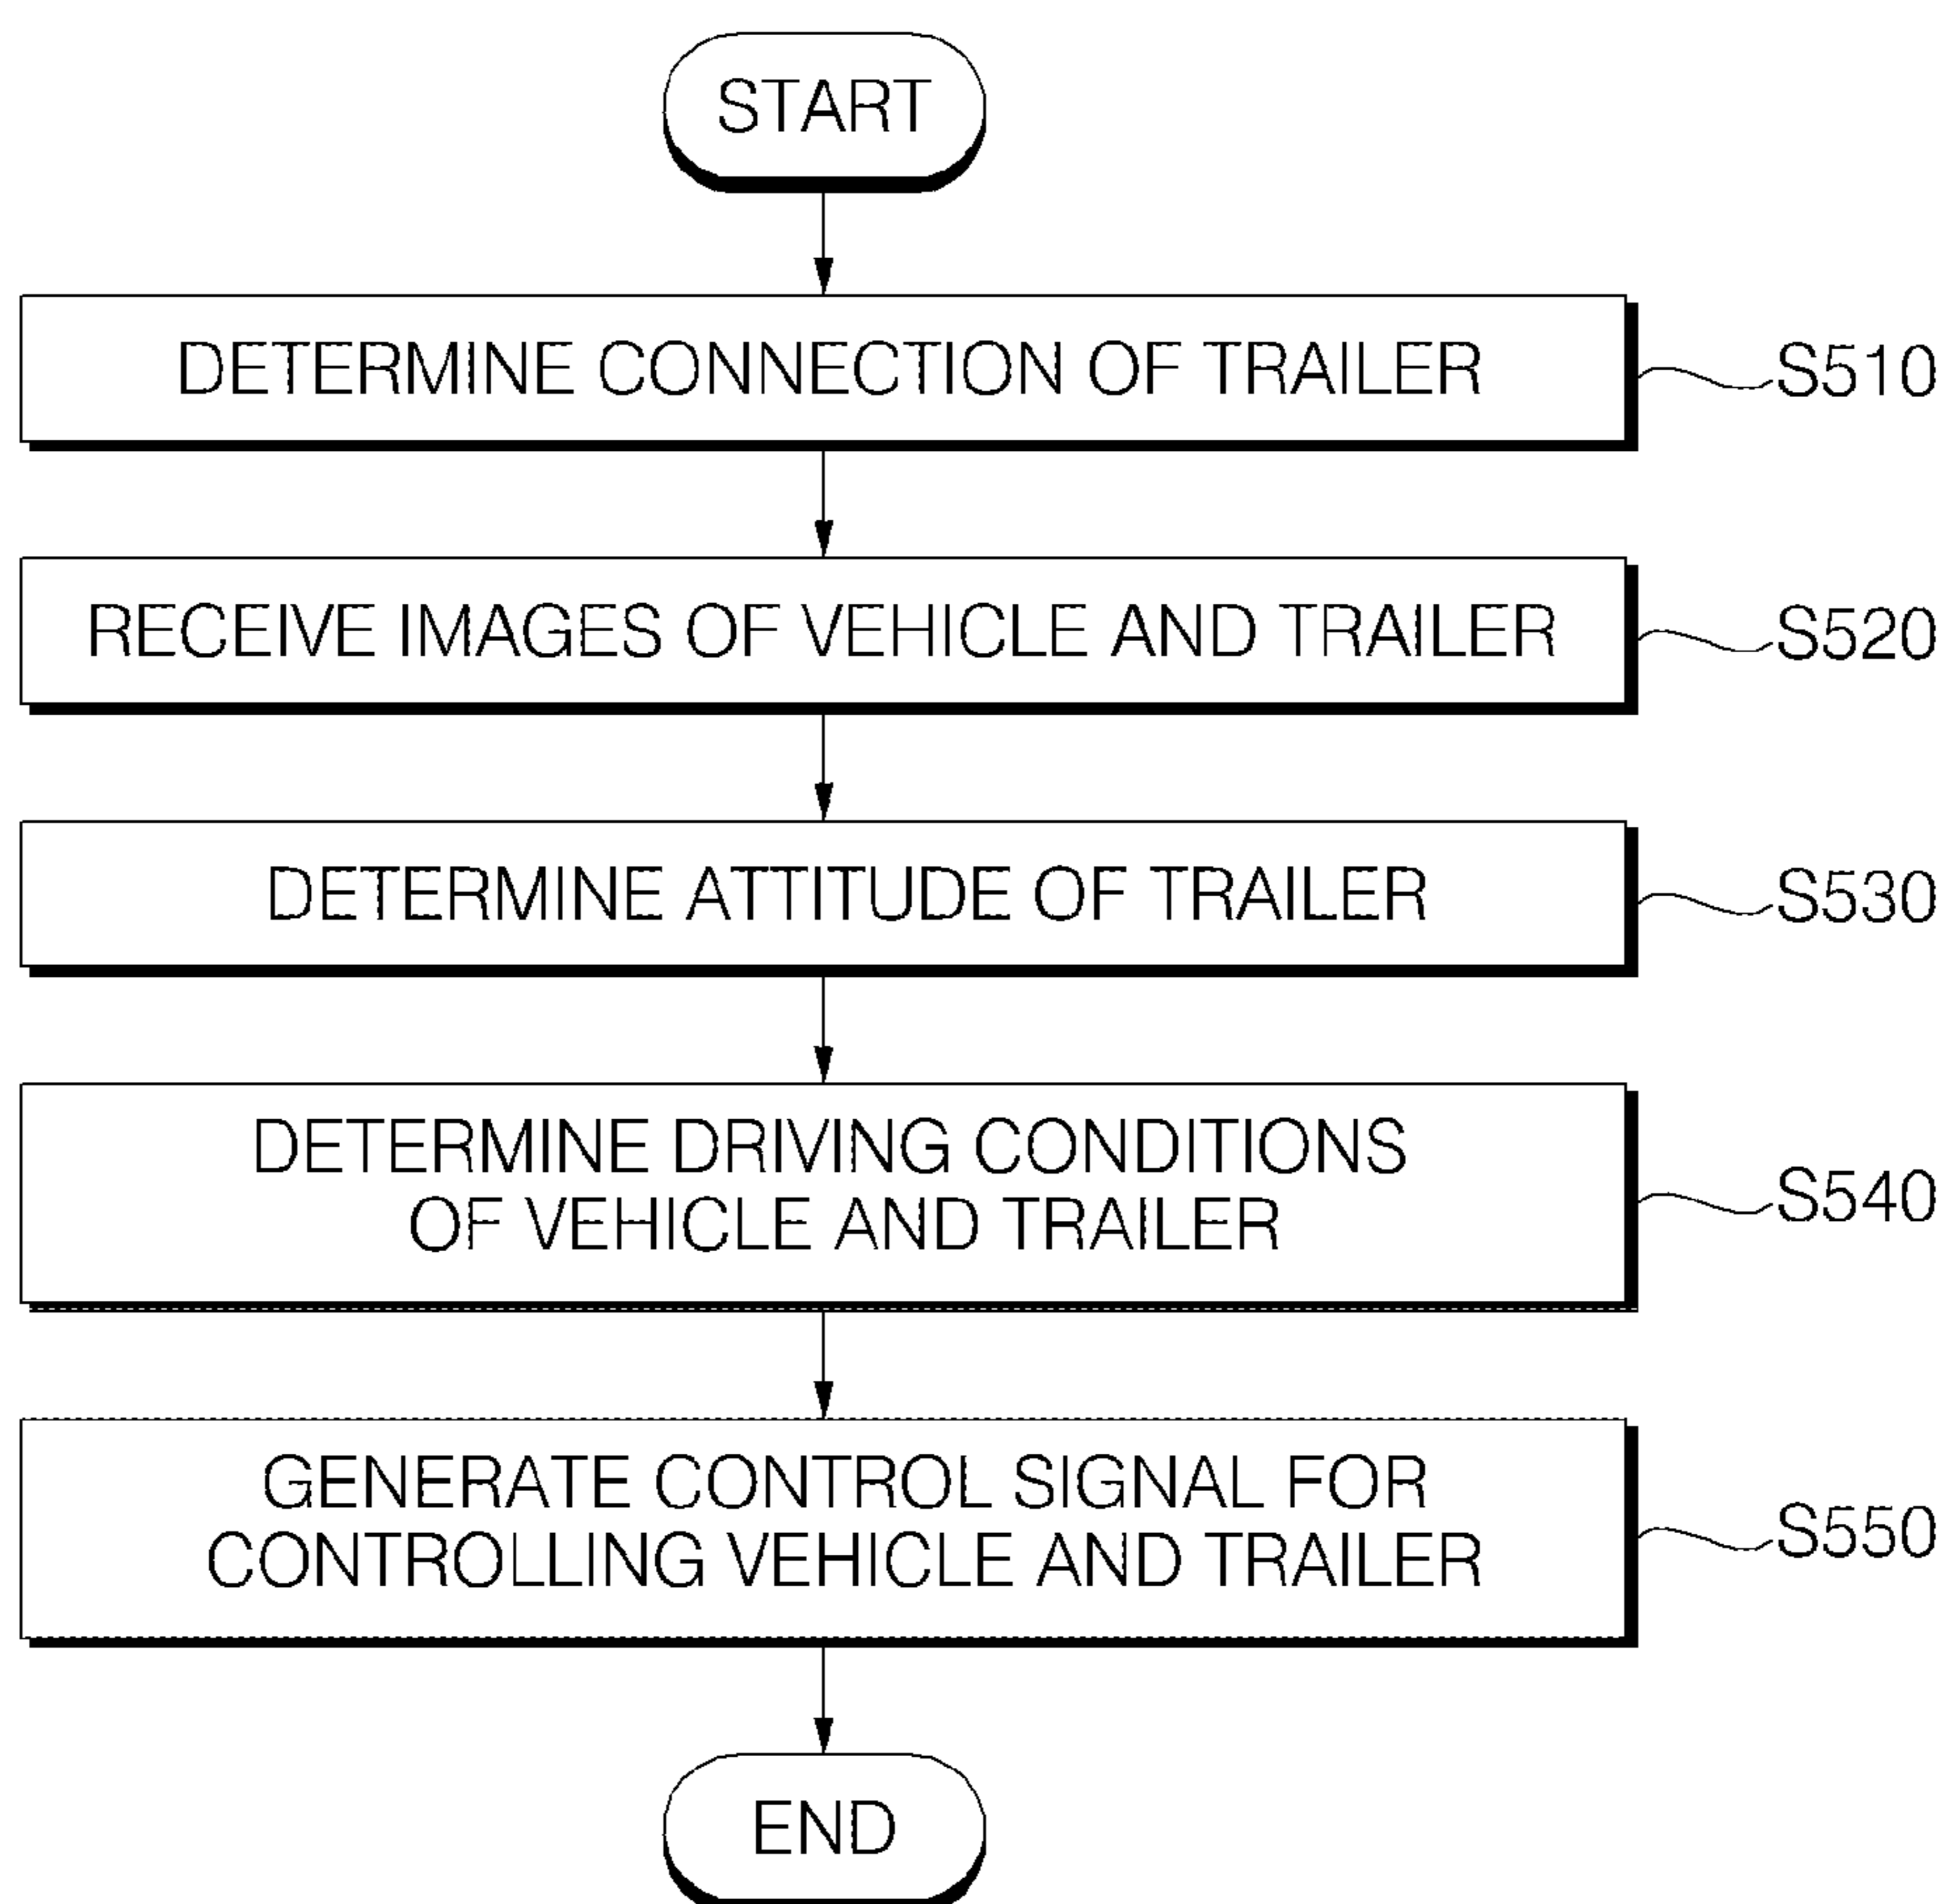 START
DETERMINE CONNECTION OF TRAILER
S510
RECEIVE IMAGES OF VEHICLE AND TRAILER
S520
DETERMINE ATTITUDE OF TRAILER
S530
DETERMINE DRIVING CONDITIONS
OF VEHICLE AND TRAILER
S540
GENERATE CONTROL SIGNAL FOR
CONTROLLING VEHICLE AND TRAILER
S550
END